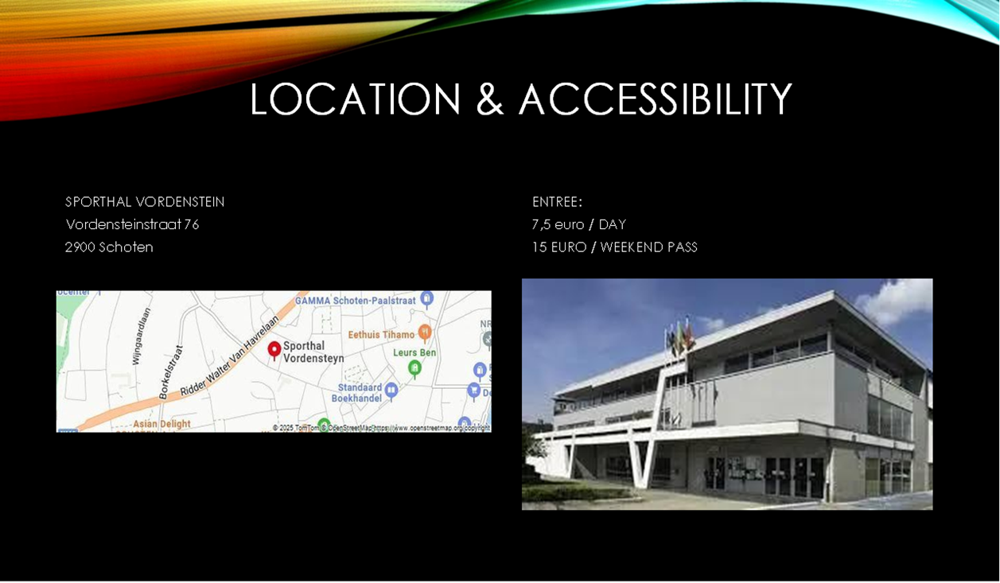 LOCATION & ACCESSIBILITY
SPORTHAL VORDENSTEIN
Vordensteinstraat 76
2900 Schoten
ENTREE:
7,5 euro / DAY
15 EURO / WEEKEND PASS
GAMMA Schoten-Paalstraat
Eethuis Tihamo
Leurs Ben
Wijngaardlaan
Borkelstraat
Ridder Walter Van Havrelaan
Sporthal
Vordensteyn
Standaard
Boekhandel
Asian Delight
© 2025 TomTom © OpenStreetMap https://www.openstreetmap.org/copyright